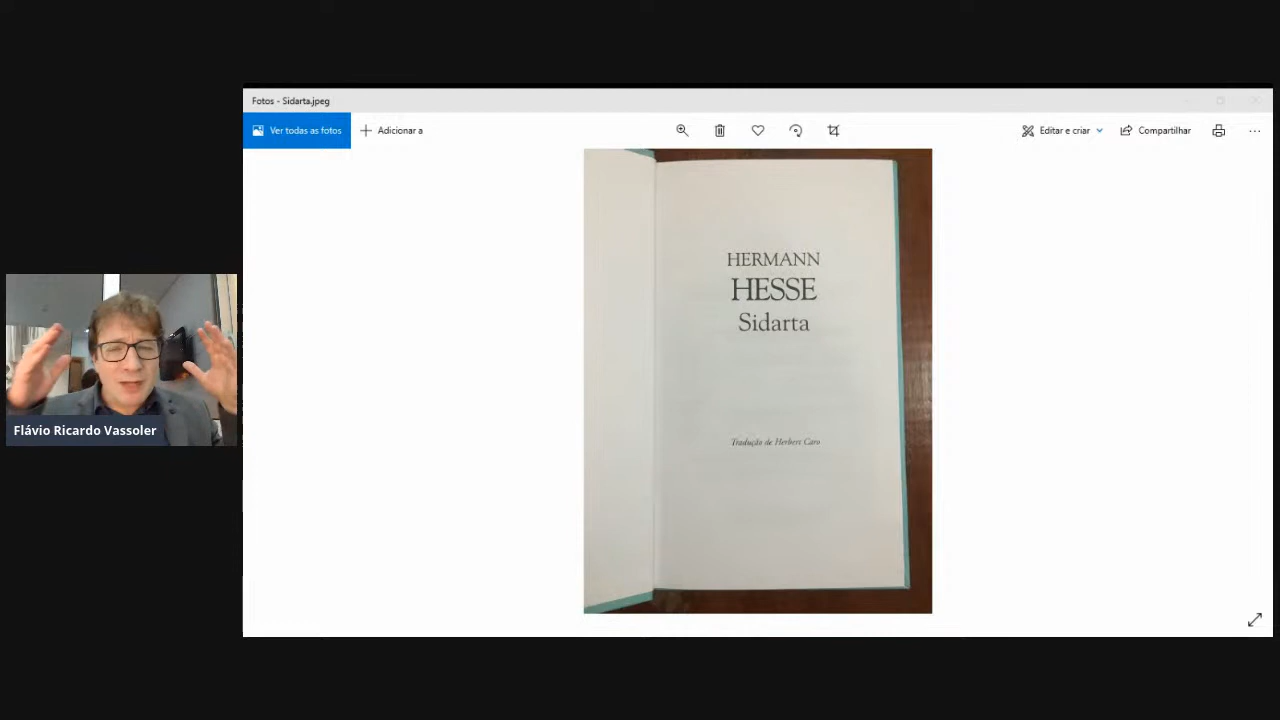 Fotos - Sidarta.jpeg
Ver todas as fotos
Adicionar a
Editar e criar
Compartilhar
HERMANN
HESSE
Sidarta
Tradução de Herbert Caro
Flávio Ricardo Vassoler